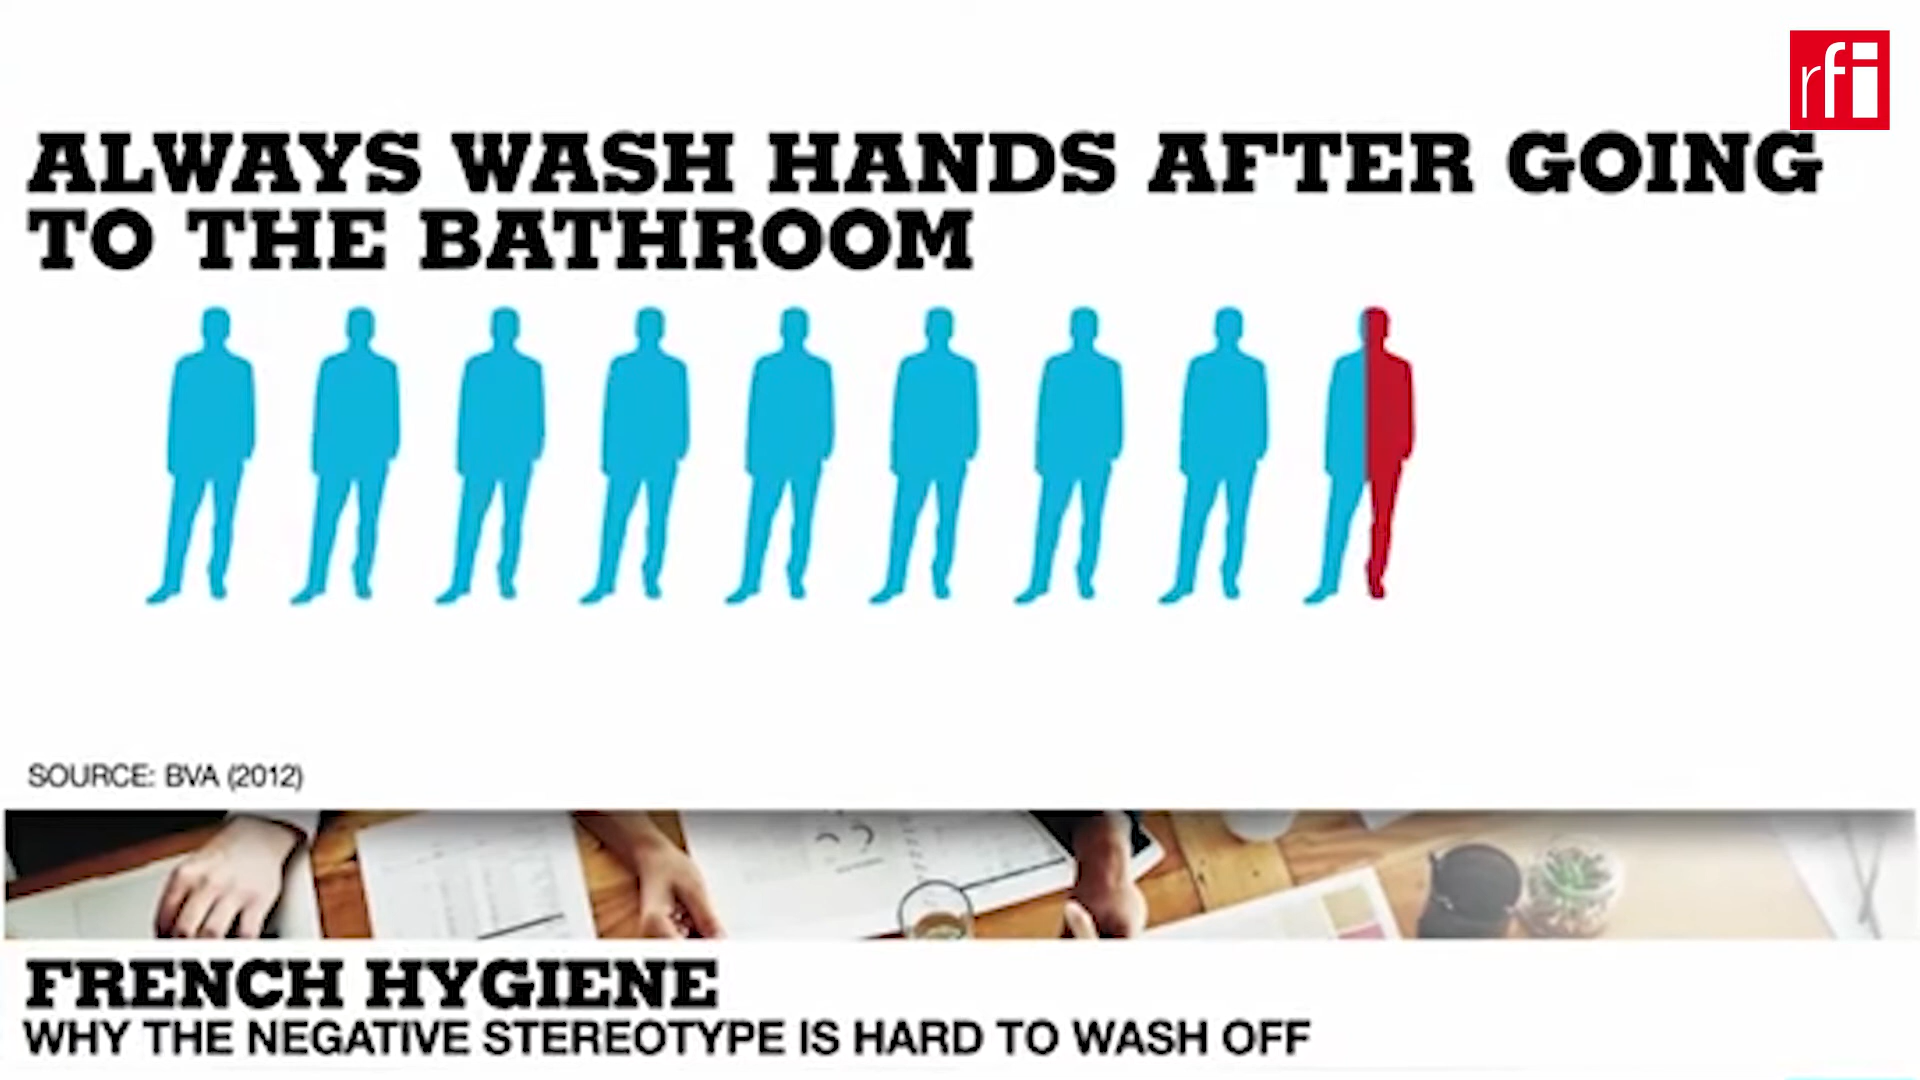 rfi
ALWAYS WASH HANDS AFTER GOING
TO THE BATHROOM
SOURCE: BVA (2012)
FRENCH HYGIENE
WHY THE NEGATIVE STEREOTYPE IS HARD TO WASH OFF